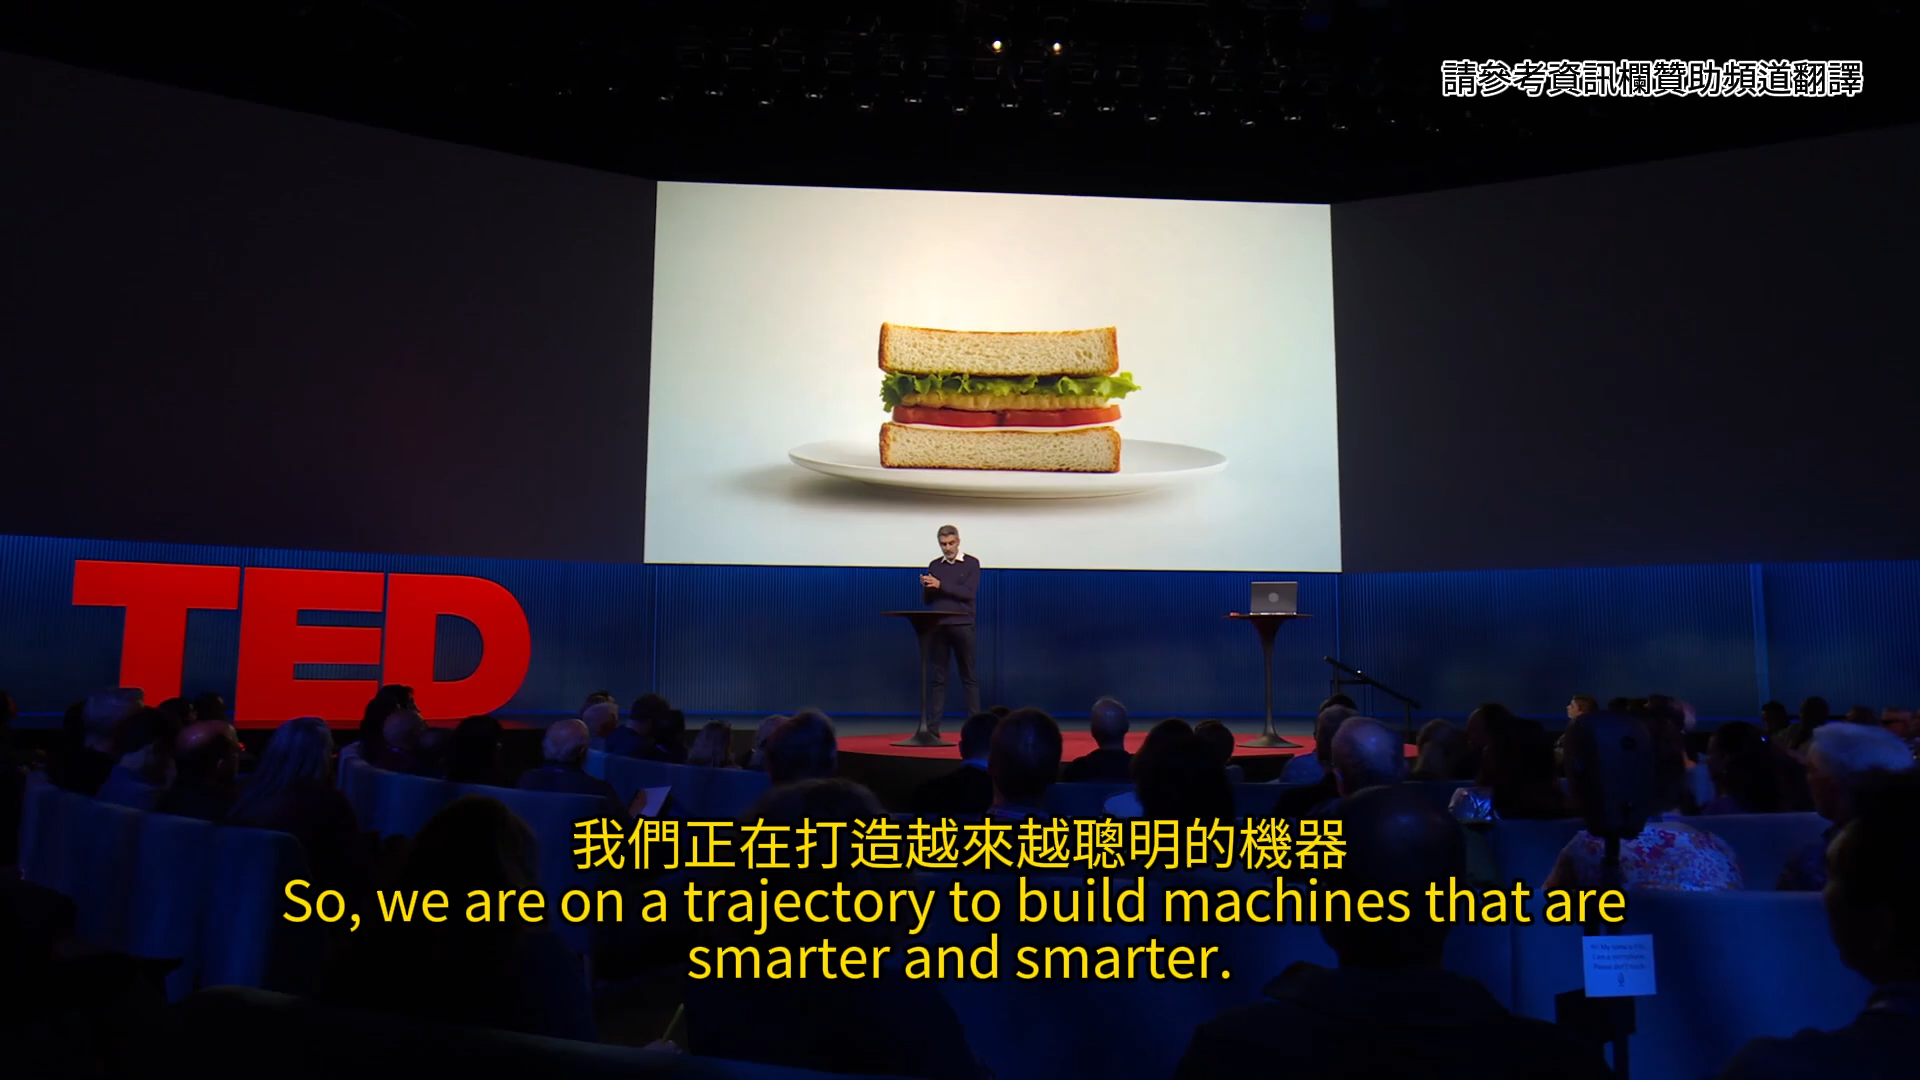 請參考資訊欄贊助頻道翻譯
TED
我們正在打造越來越聰明的機器
So, we are on a trajectory to build machines that are
smarter and smarter.